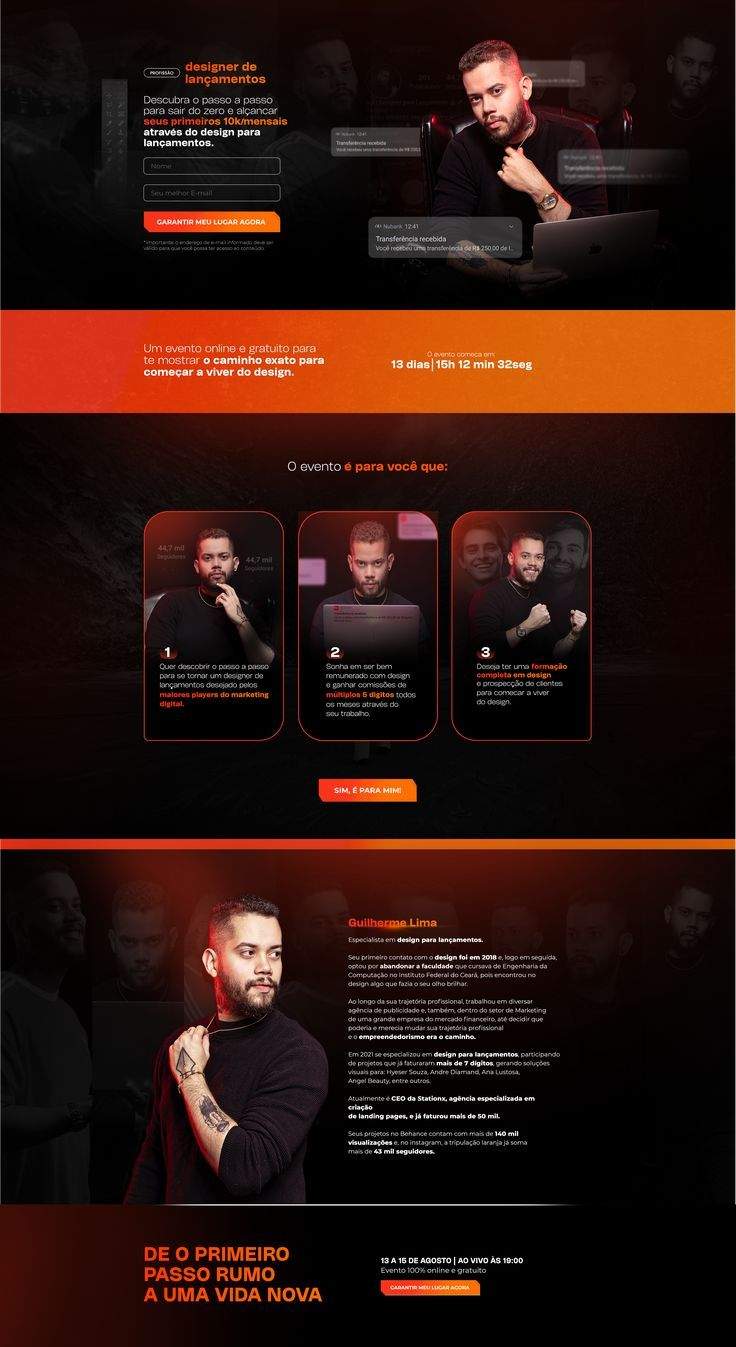 PROFISSÃO
designer de
lançamentos
Descubra o passo a passo
para sair do zero e alçancar
seus primeiros 10k/mensais
através do design para
lançamentos.
Nome
Seu melhor E-mail
GARANTIR MEU LUGAR AGORA
*Importante: o endereço de e-mail informado deve ser
válido para que você possa ter acesso ao conteúdo.
Nubank 12:41
Transferência recebida
Você recebeu uma transferência de R$
Transferência recebida
Nubank 12:41
Transferência recebida
Você recebeu uma transferência de R$ 250,00 de l...
Um evento online e gratuito para
te mostrar o caminho exato para
começar a viver do design.
O evento começa em:
13 dias|15h 12 min 32seg
O evento é para você que:
44,7 mil
Seguidores
44,7 mil
Seguidores
1
Quer descobrir o passo a passo
para se tornar um designer de
lançamentos desejado pelos
maiores players do marketing
digital.
2
Sonha em ser bem
remunerado com design
e ganhar comissões de
múltiplos 5 dígitos todos
os meses através do
seu trabalho.
3
Deseja ter uma formação
completa em design
e prospecção de clientes
para comecar a viver
do design.
SIM, É PARA MIM!
Guilherme Lima
Especialista em design para lançamentos.
Seu primeiro contato com o design foi em 2018 e, logo em seguida,
optou por abandonar a faculdade que cursava de Engenharia da
Computação no Instituto Federal do Ceará, pois encontrou no
design algo que fazia o seu olho brilhar.
Ao longo da sua trajetória profissional, trabalhou em diversar
agência de publicidade e, também, dentro do setor de Marketing
de uma grande empresa do mercado financeiro, até decidir que
poderia e merecia mudar sua trajetória profissional
e o empreendedorismo era o caminho.
Em 2021 se especializou em design para lançamentos, participando
de projetos que já faturaram mais de 7 dígitos, gerando soluções
visuais para: Hyeser Souza, Andre Diamand, Ana Lustosa,
Angel Beauty, entre outros.
Atualmente é CEO da Stationx, agência especializada em
criação
de landing pages, e já faturou mais de 50 mil.
Seus projetos no Behance contam com mais de 140 mil
visualizações e, no instagram, a tripulação laranja já soma
mais de 43 mil seguidores.
DE O PRIMEIRO
PASSO RUMO
A UMA VIDA NOVA
13 A 15 DE AGOSTO | AO VIVO ÀS 19:00
Evento 100% online e gratuito
GARANTIR MEU LUGAR AGORA